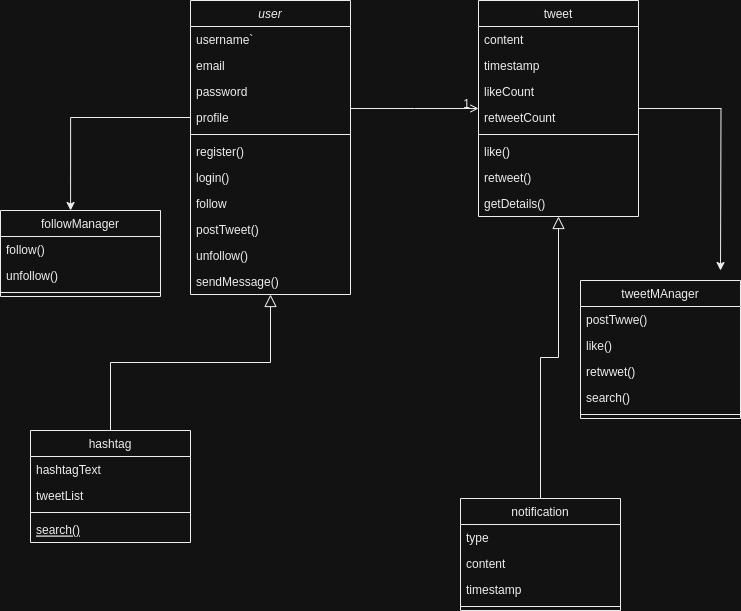 user
username`
email
password
profile
register()
login()
follow
postTweet()
unfollow()
sendMessage()
tweet
content
timestamp
likeCount
retweetCount
like()
retweet()
getDetails()
1
followManager
follow()
unfollow()
tweetMAnager
postTwwe()
like()
retwwet()
search()
hashtag
hashtagText
tweetList
search()
notification
type
content
timestamp